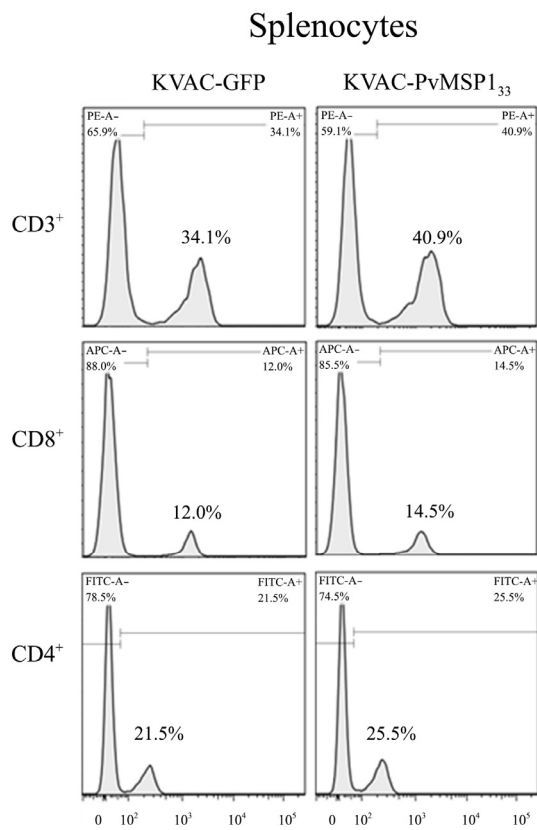 Splenocytes
KVAC-GFP KVAC-PvMSP1₃₃
CD3⁺
PE-A− PE-A+
65.9% 34.1%
34.1%
PE-A− PE-A+
59.1% 40.9%
40.9%
CD8⁺
APC-A− APC-A+
88.0% 12.0%
12.0%
APC-A− APC-A+
85.5% 14.5%
14.5%
CD4⁺
FITC-A− FITC-A+
78.5% 21.5%
21.5%
FITC-A− FITC-A+
74.5% 25.5%
25.5%
0 10² 10³ 10⁴ 10⁵
0 10² 10³ 10⁴ 10⁵